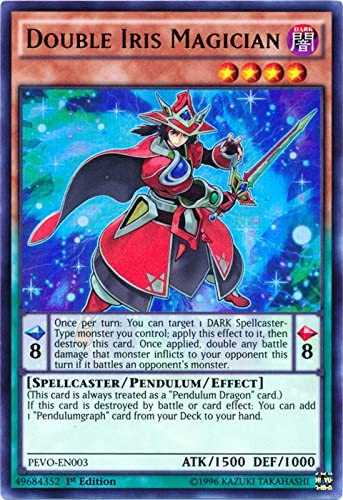 DOUBLE IRIS MAGICIAN
DARK
闇
Once per turn: You can target 1 DARK Spellcaster-
Type monster you control; apply this effect to it, then
destroy this card. Once applied, double any battle
damage that monster inflicts to your opponent this
turn if it battles an opponent's monster.
8
8
[SPELLCASTER/PENDULUM/EFFECT]
(This card is always treated as a "Pendulum Dragon" card.)
If this card is destroyed by battle or card effect: You can add
1 "Pendulumgraph" card from your Deck to your hand.
PEVO-EN003
ATK/1500 DEF/1000
49684352
1st Edition
©1996 KAZUKI TAKAHASHI